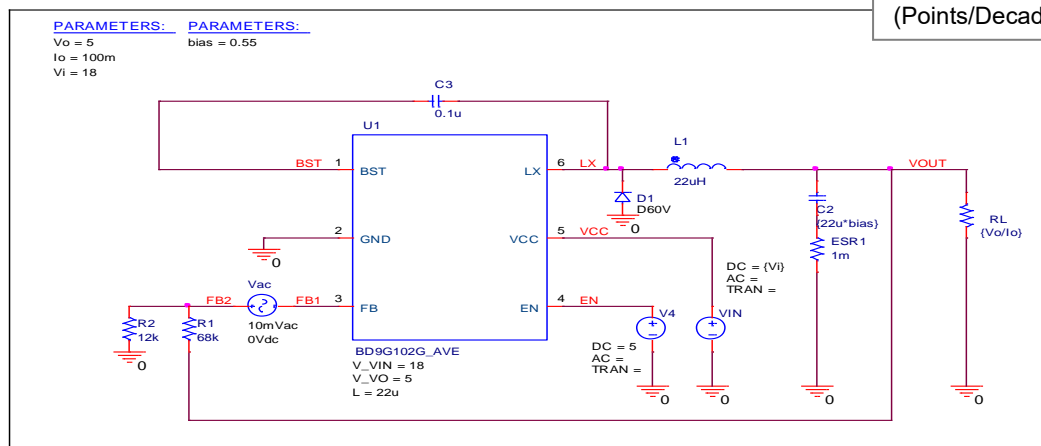 (Points/Decad
PARAMETERS: PARAMETERS:
Vo = 5 bias = 0.55
Io = 100m
Vi = 18
C3
0.1u
U1
L1
BST 1 BST LX 6 LX VOUT
22uH
D1
D60V
C2
{22u*bias}
RL
{Vo/Io}
0
2 GND VCC 5 VCC
ESR1
1m
0
DC = {Vi}
AC =
TRAN =
Vac
FB2 FB1 3 FB EN 4 EN
R2
12k
R1
68k
10mVac
0Vdc
V4
VIN
BD9G102G_AVE
V_VIN = 18
V_VO = 5
L = 22u
DC = 5
AC =
TRAN =
0
0 0 0 0